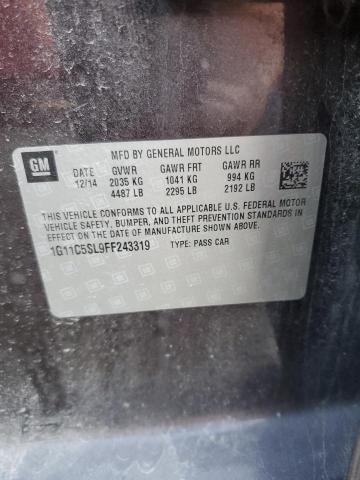 GM
MFD BY GENERAL MOTORS LLC
DATE GVWR GAWR FRT GAWR RR
12/14 2035 KG 1041 KG 994 KG
4487 LB 2295 LB 2192 LB
THIS VEHICLE CONFORMS TO ALL APPLICABLE U.S. FEDERAL MOTOR
VEHICLE SAFETY, BUMPER, AND THEFT PREVENTION STANDARDS IN
EFFECT ON THE DATE OF MANUFACTURE SHOWN ABOVE.
1G11C5SL9FF243319 TYPE: PASS CAR